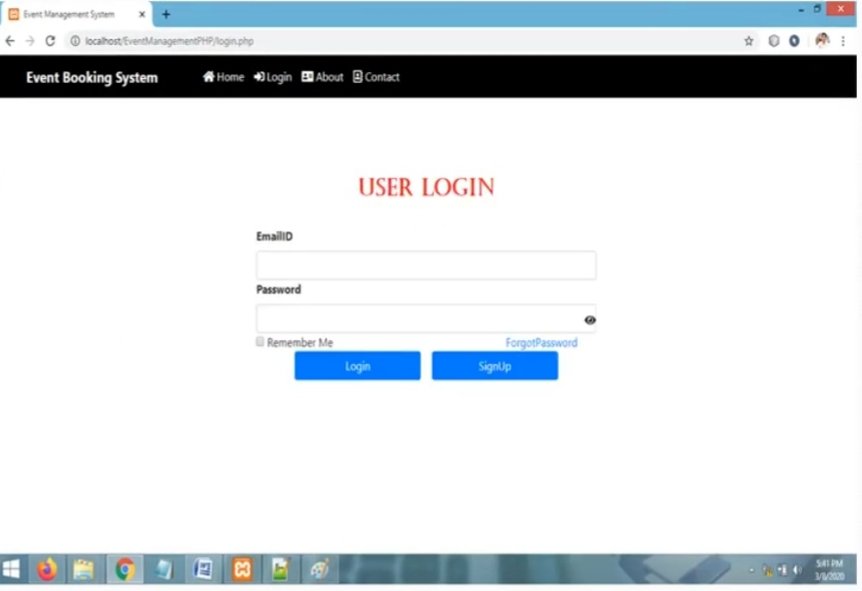 Event Management System
localhost/EventManagementPHP/login.php
Event Booking System Home Login About Contact
USER LOGIN
EmailID
Password
Remember Me ForgotPassword
Login SignUp
5:41 PM
3/8/2020